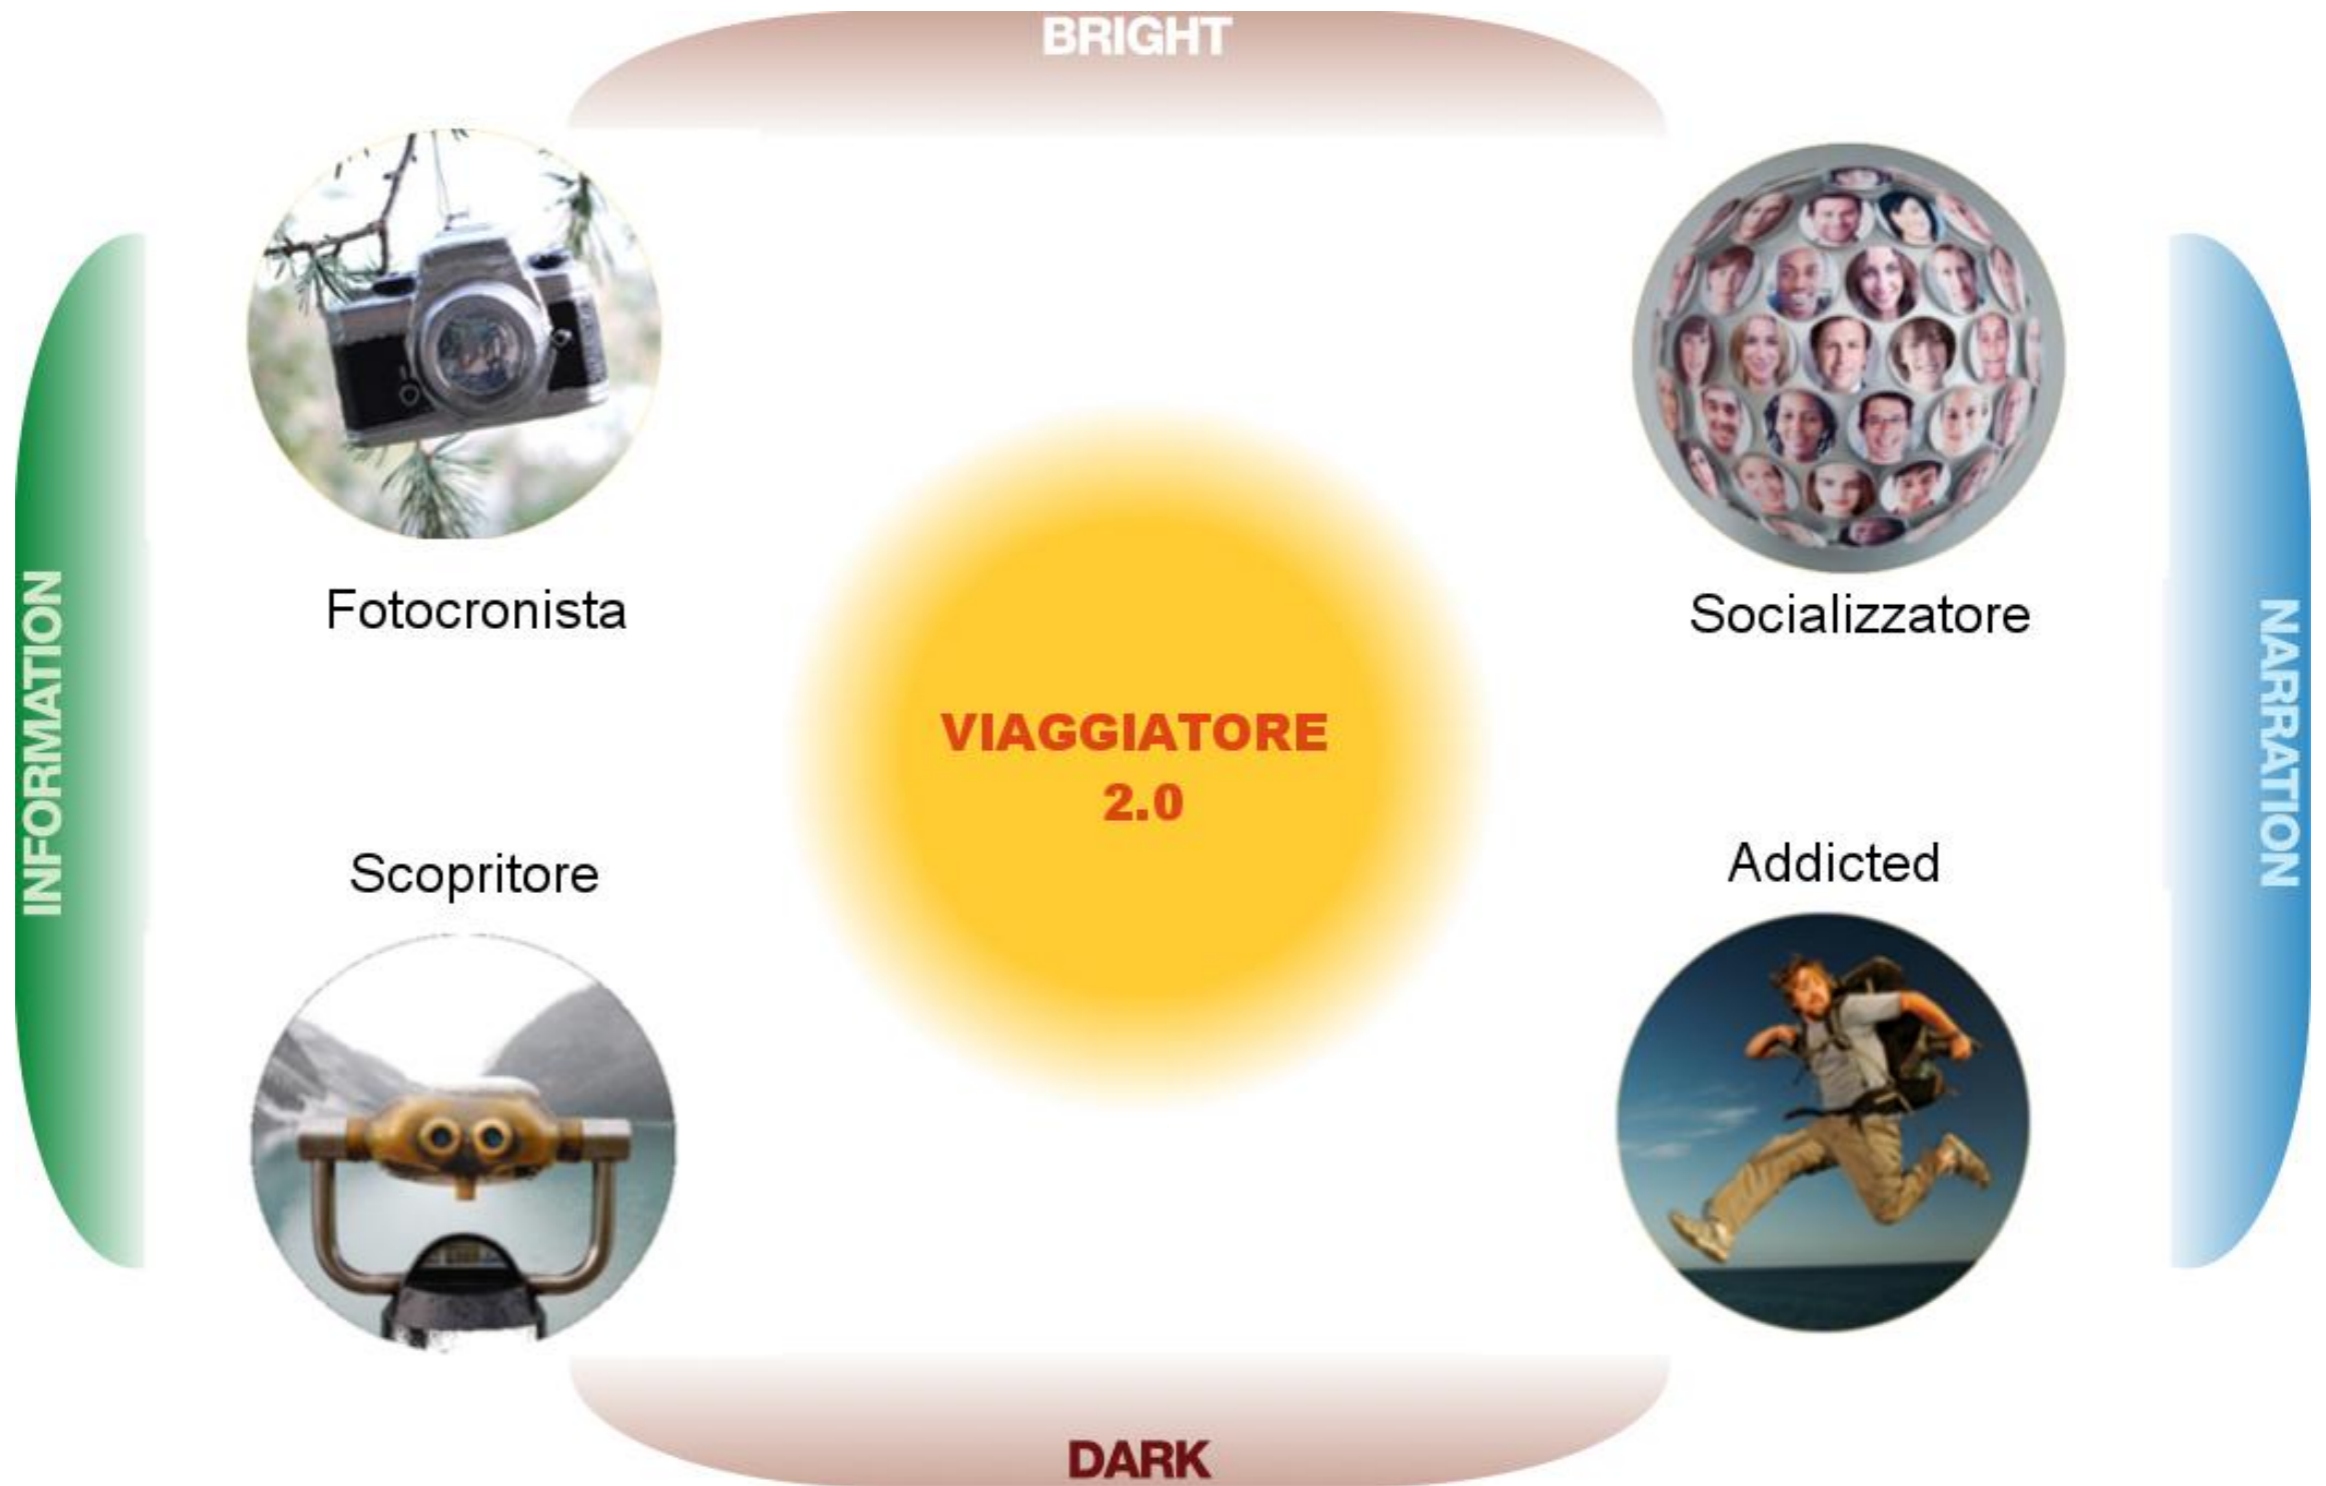 BRIGHT
INFORMATION
Fotocronista
Socializzatore
NARRATION
VIAGGIATORE
2.0
Scopritore
Addicted
DARK